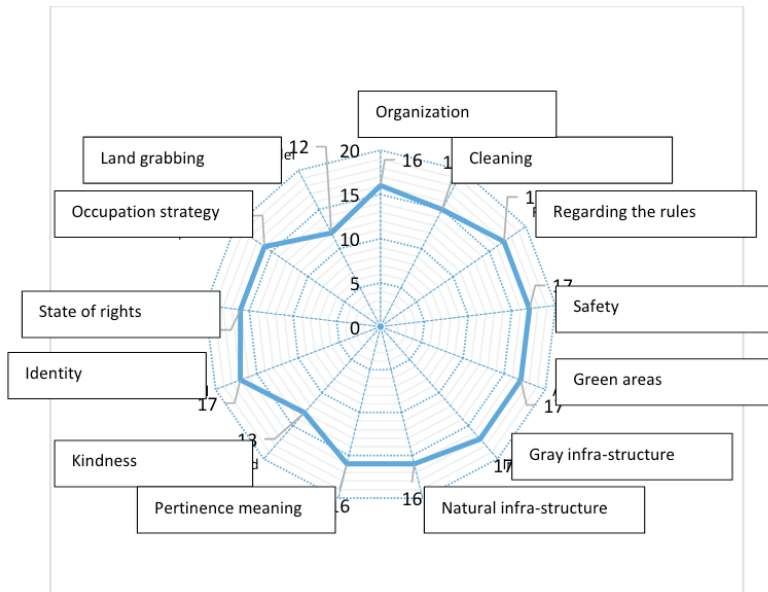 Organization
Land grabbing
12
20
16
Cleaning
15
Occupation strategy
Regarding the rules
10
5
17
State of rights
Safety
0
Identity
Green areas
17
17
13
Kindness
17
Gray infra-structure
Pertinence meaning
16
16
Natural infra-structure